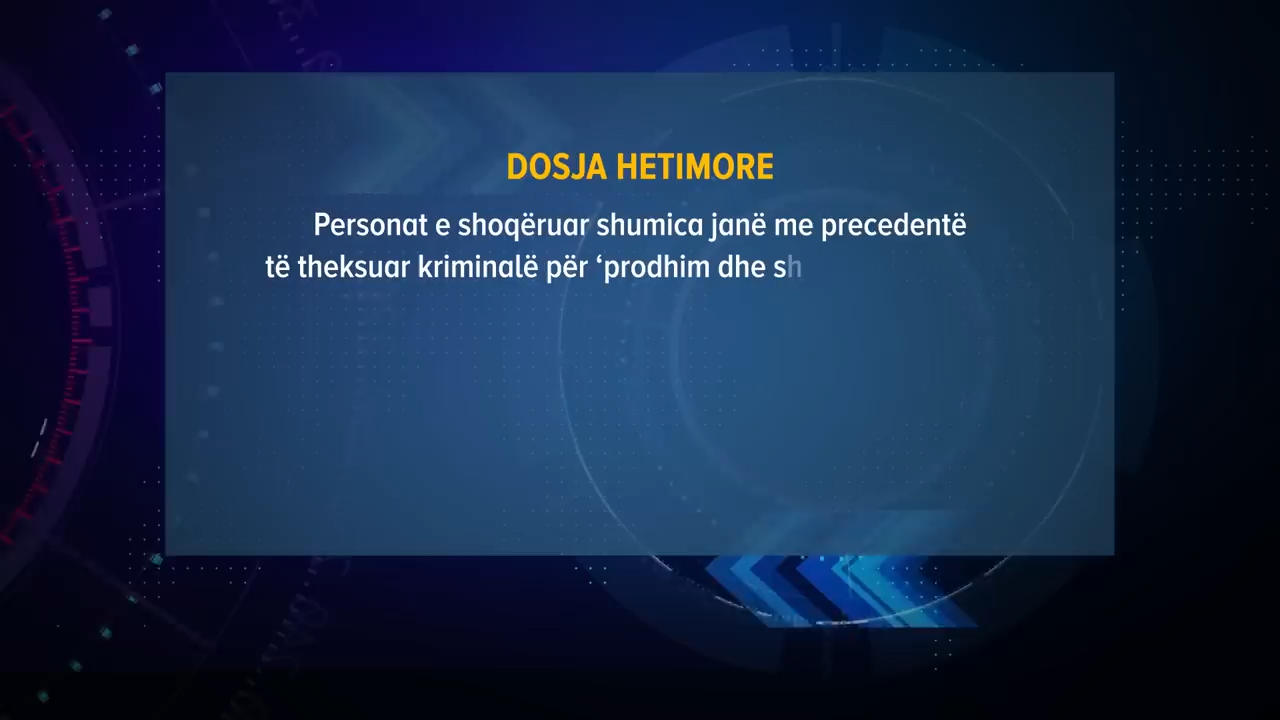 DOSJA HETIMORE
Personat e shoqëruar shumica janë me precedentë
të theksuar kriminalë për ‘prodhim dhe sh